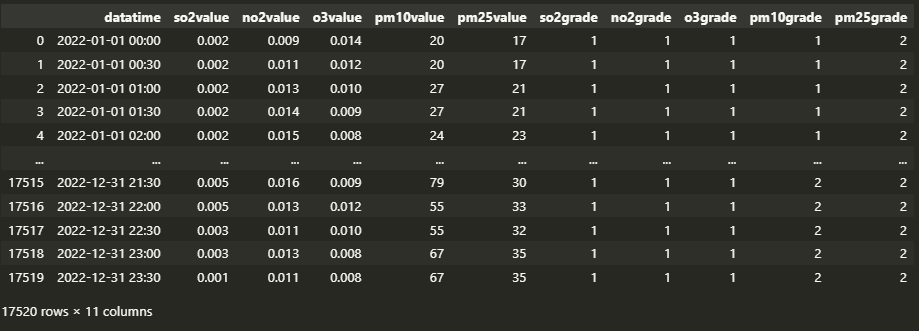 datatime so2value no2value o3value pm10value pm25value so2grade no2grade o3grade pm10grade pm25grade
0 2022-01-01 00:00 0.002 0.009 0.014 20 17 1 1 1 1 2
1 2022-01-01 00:30 0.002 0.011 0.012 20 17 1 1 1 1 2
2 2022-01-01 01:00 0.002 0.013 0.010 27 21 1 1 1 1 2
3 2022-01-01 01:30 0.002 0.014 0.009 27 21 1 1 1 1 2
4 2022-01-01 02:00 0.002 0.015 0.008 24 23 1 1 1 1 2
... ... ... ... ... ... ... ... ... ... ... ...
17515 2022-12-31 21:30 0.005 0.016 0.009 79 30 1 1 1 2 2
17516 2022-12-31 22:00 0.005 0.013 0.012 55 33 1 1 1 2 2
17517 2022-12-31 22:30 0.003 0.011 0.010 55 32 1 1 1 2 2
17518 2022-12-31 23:00 0.003 0.013 0.008 67 35 1 1 1 2 2
17519 2022-12-31 23:30 0.001 0.011 0.008 67 35 1 1 1 2 2
17520 rows × 11 columns